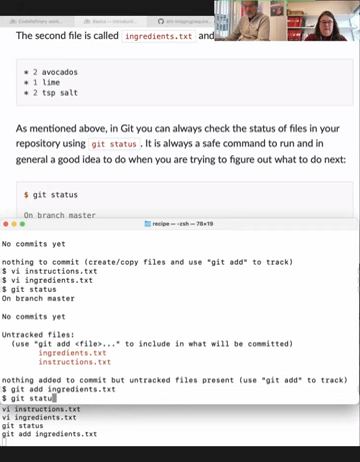 The second file is called ingredients.txt and
* 2 avocados
* 1 lime
* 2 tsp salt
As mentioned above, in Git you can always check the status of files in your
repository using git status . It is always a safe command to run and in
general a good idea to do when you are trying to figure out what to do next:
$ git status
On branch master
recipe — -zsh — 78×19
No commits yet
nothing to commit (create/copy files and use "git add" to track)
$ vi instructions.txt
$ vi ingredients.txt
$ git status
On branch master
No commits yet
Untracked files:
(use "git add <file>..." to include in what will be committed)
ingredients.txt
instructions.txt
nothing added to commit but untracked files present (use "git add" to track)
$ git add ingredients.txt
$ git statu
vi instructions.txt
vi ingredients.txt
git status
git add ingredients.txt